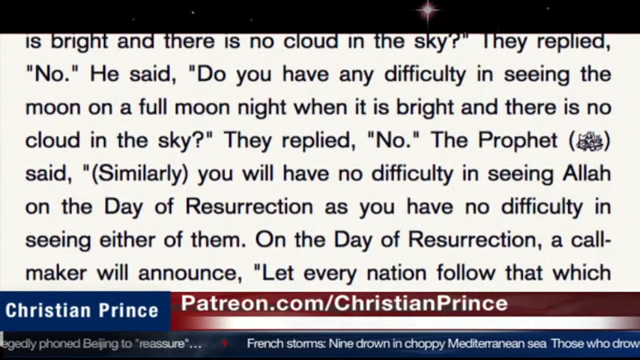 is bright and there is no cloud in the sky?" They replied,
"No." He said, "Do you have any difficulty in seeing the
moon on a full moon night when it is bright and there is no
cloud in the sky?" They replied, "No." The Prophet (ﷺ)
said, "(Similarly) you will have no difficulty in seeing Allah
on the Day of Resurrection as you have no difficulty in
seeing either of them. On the Day of Resurrection, a call-
maker will announce, "Let every nation follow that which
Christian Prince
Patreon.com/ChristianPrince
egedly phoned Beijing to "reassure"... French storms: Nine drowned in choppy Mediterranean sea Those who drow